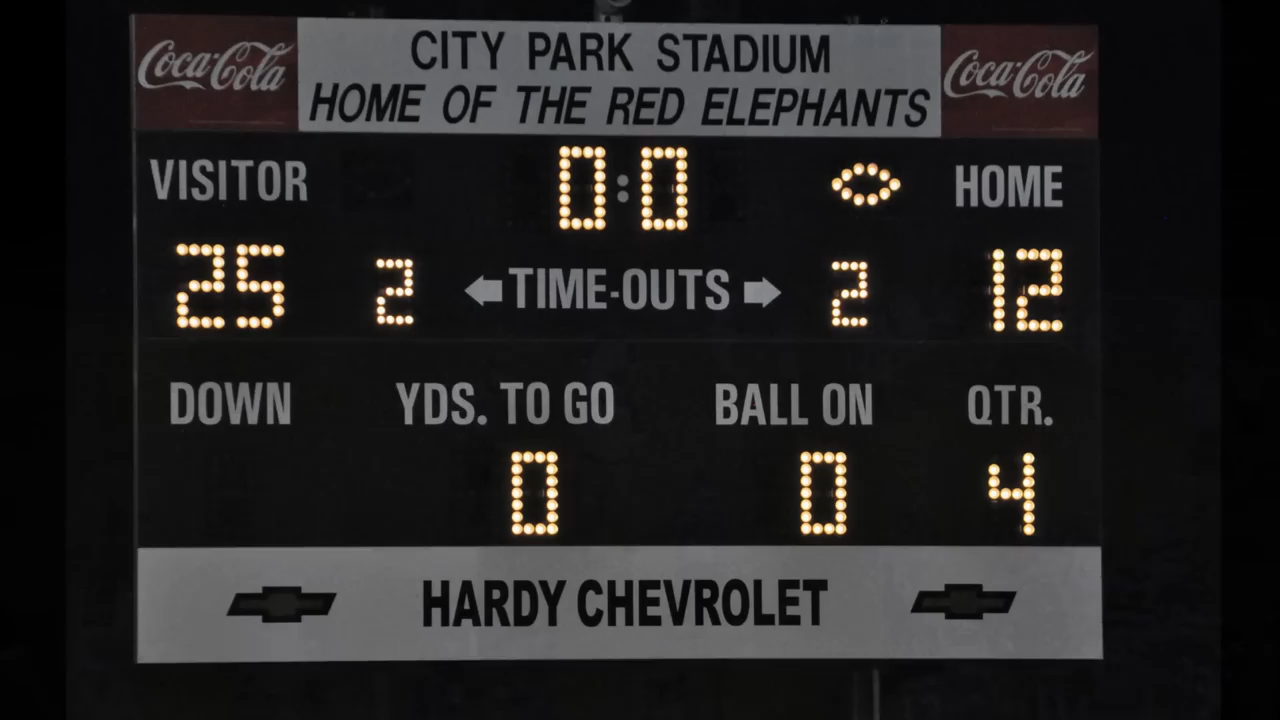 Coca-Cola CITY PARK STADIUM Coca-Cola
HOME OF THE RED ELEPHANTS
VISITOR 0:0 HOME
25 2 TIME-OUTS 2 12
DOWN YDS. TO GO BALL ON QTR.
0 0 4
HARDY CHEVROLET